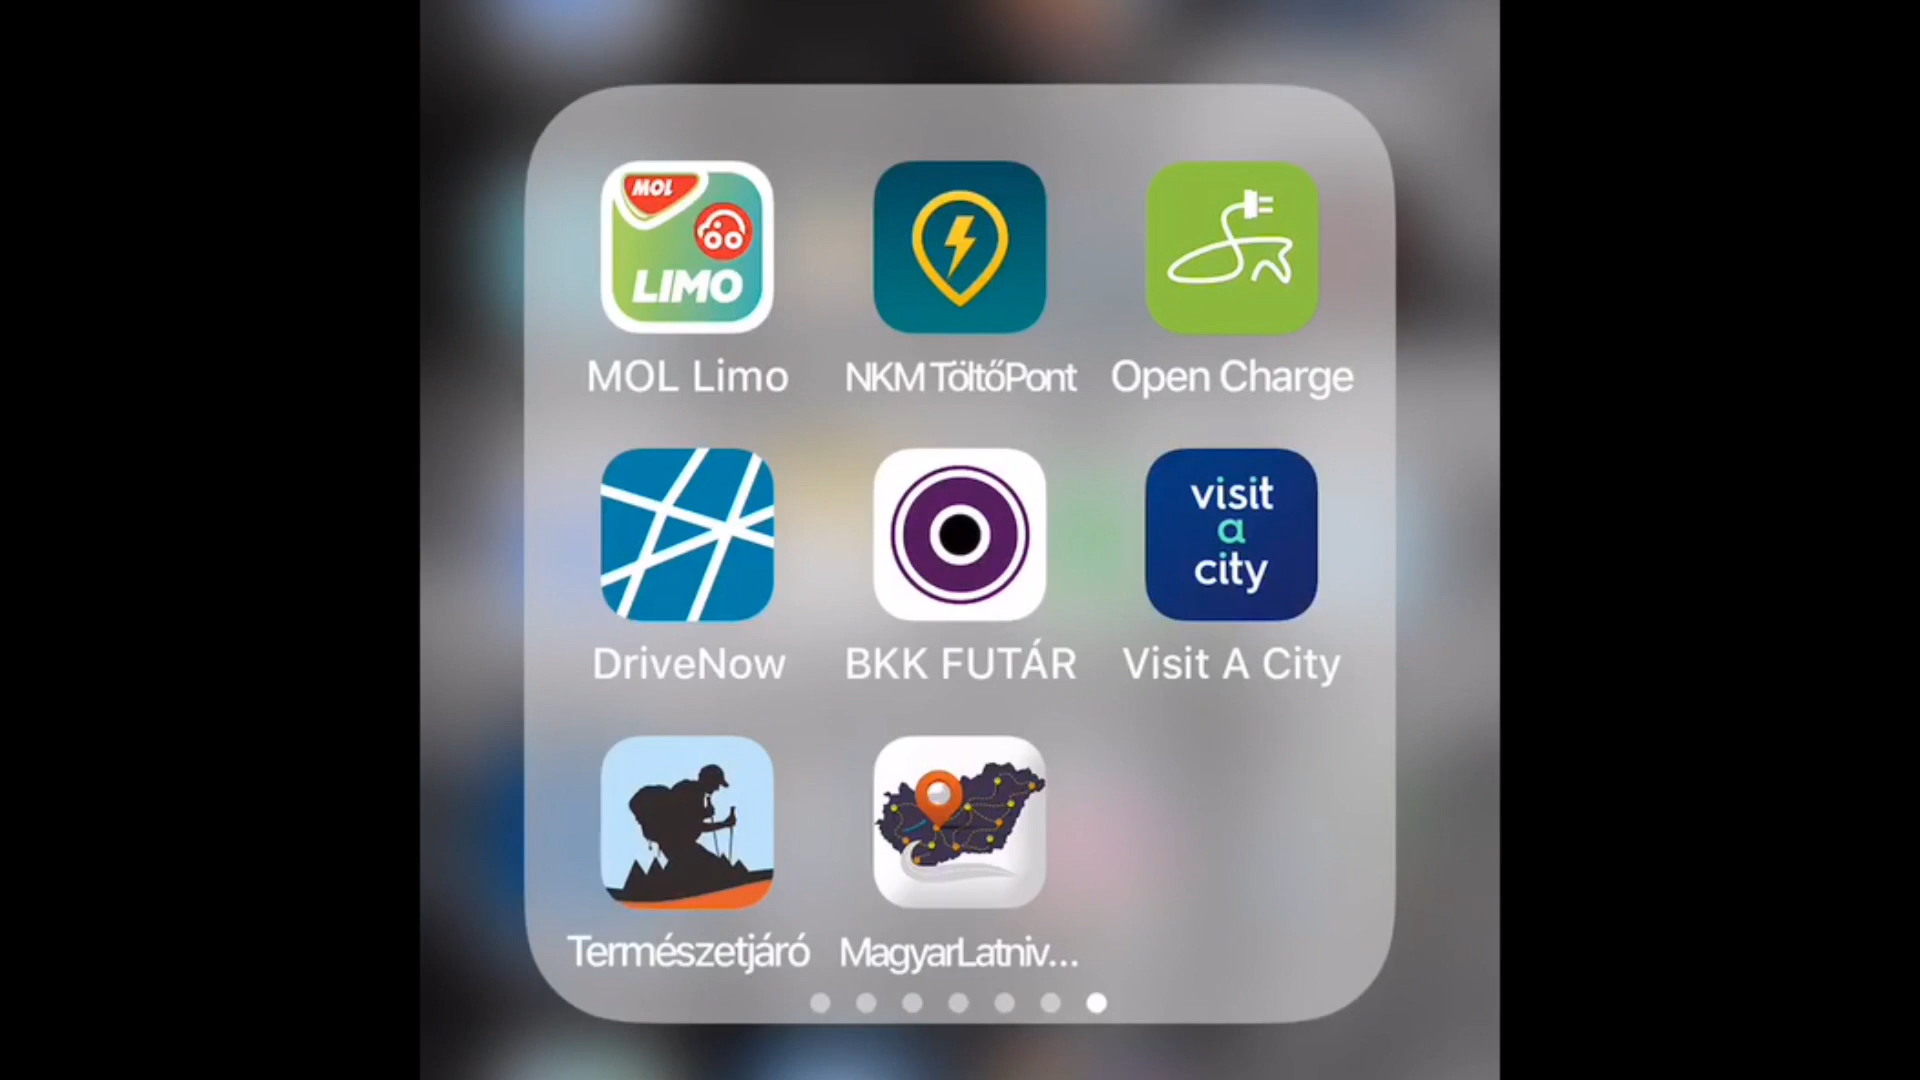 MOL
LIMO
MOL Limo
NKM TöltőPont
Open Charge
visit
a
city
DriveNow
BKK FUTÁR
Visit A City
Természetjáró
MagyarLatniv...